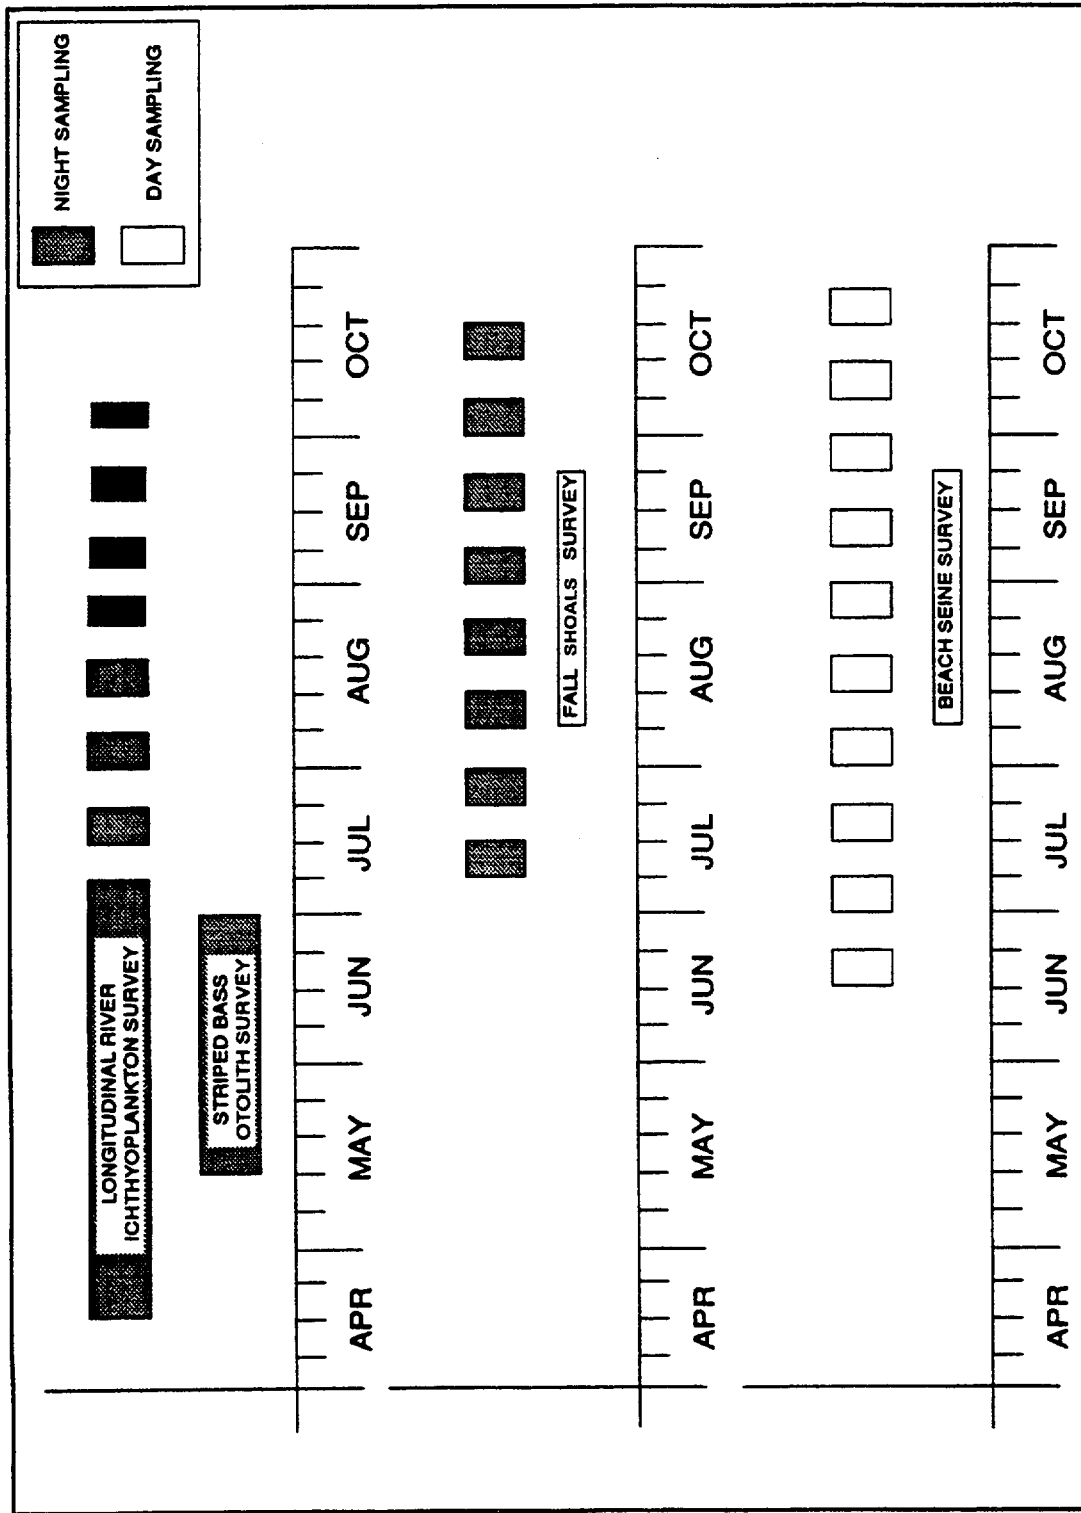 NIGHT SAMPLING
DAY SAMPLING
LONGITUDINAL RIVER
ICHTHYOPLANKTON SURVEY
STRIPED BASS
OTOLITH SURVEY
APR MAY JUN JUL AUG SEP OCT
FALL SHOALS SURVEY
APR MAY JUN JUL AUG SEP OCT
BEACH SEINE SURVEY
APR MAY JUN JUL AUG SEP OCT